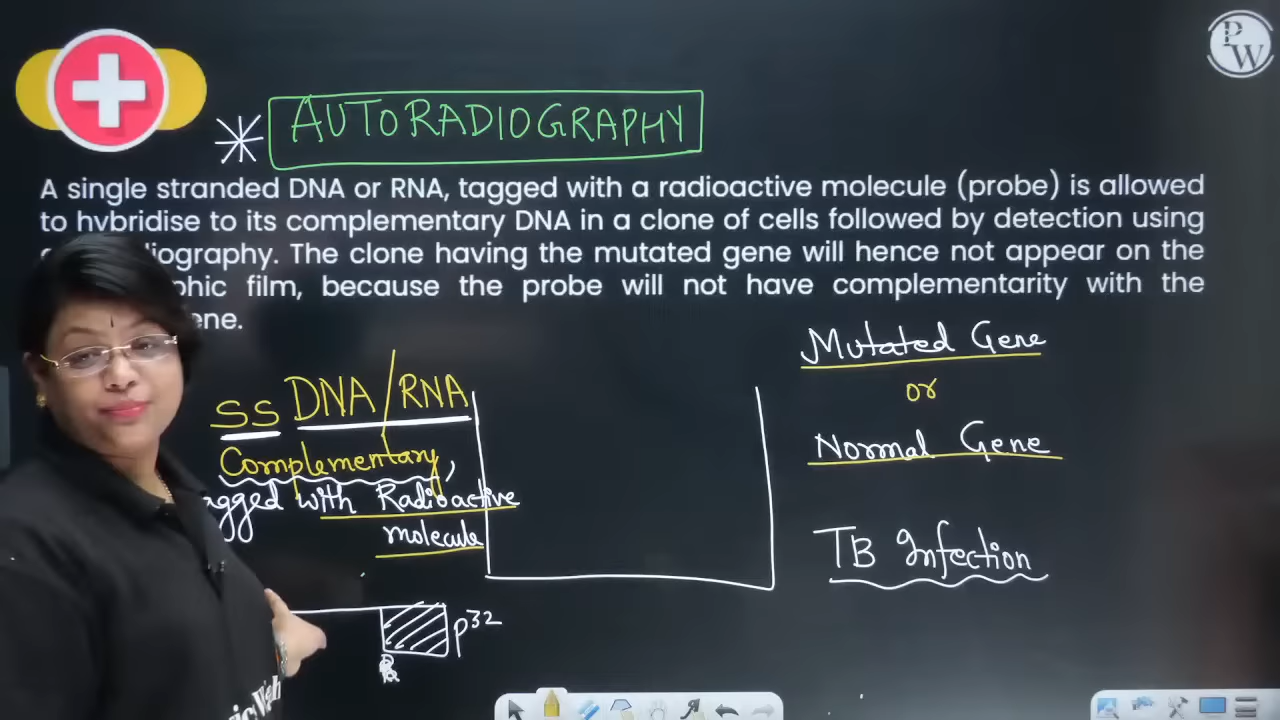 P
W
AUTORADIOGRAPHY
A single stranded DNA or RNA, tagged with a radioactive molecule (probe) is allowed
to hybridise to its complementary DNA in a clone of cells followed by detection using
iography. The clone having the mutated gene will hence not appear on the
phic film, because the probe will not have complementarity with the
ene.
SS DNA/RNA
Complementary,
agged with Radioactive
molecule
P32
Mutated Gene
or
Normal Gene
TB Infection